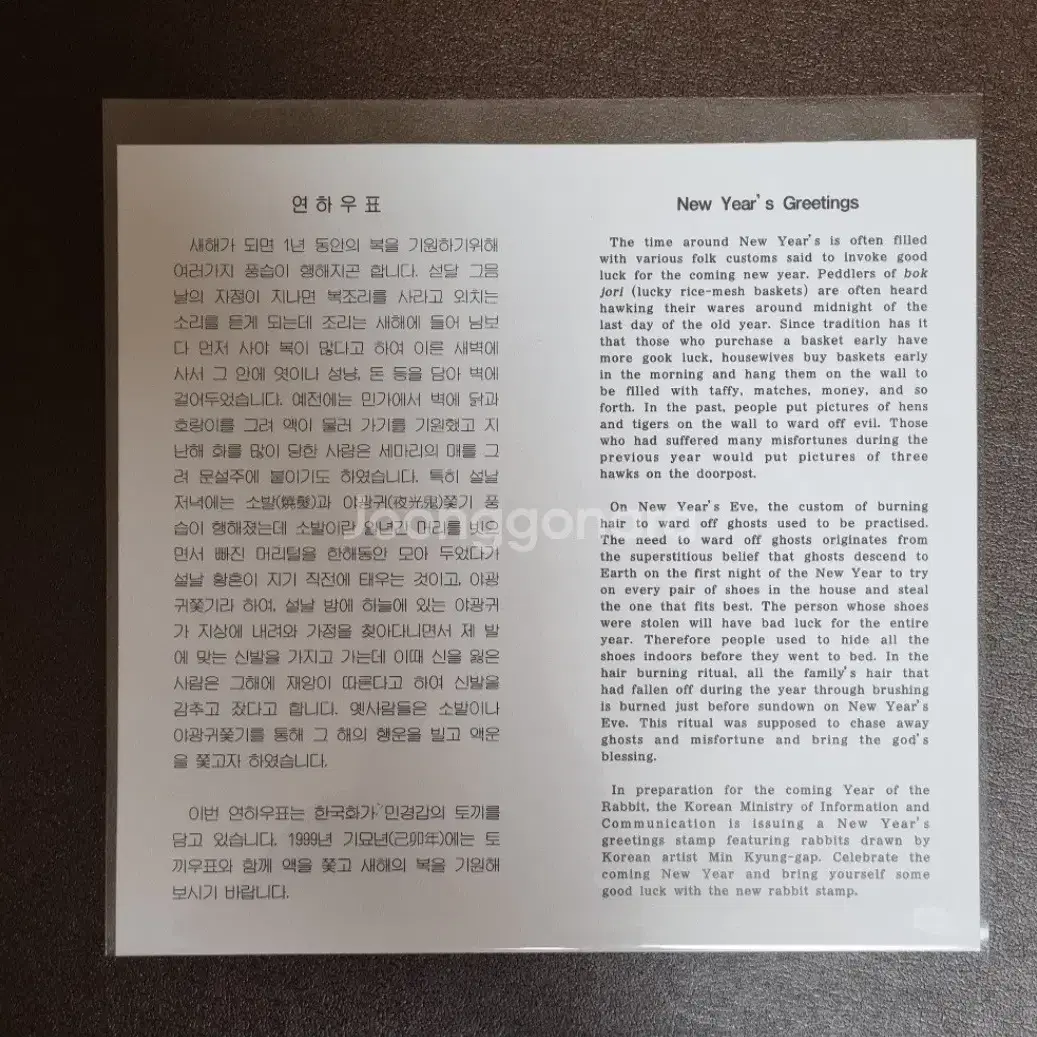 연하우표
새해가 되면 1년 동안의 복을 기원하기위해
여러가지 풍습이 행해지곤 합니다. 섣달 그믐
날의 자정이 지나면 복조리를 사라고 외치는
소리를 듣게 되는데 조리는 새해에 들어 남보
다 먼저 사야 복이 많다고 하여 이른 새벽에
사서 그 안에 엿이나 성냥, 돈 등을 담아 벽에
걸어두었습니다. 예전에는 민가에서 벽에 닭과
호랑이를 그려 액이 물러 가기를 기원했고 지
난해 화를 많이 당한 사람은 세마리의 매를 그
려 문설주에 붙이기도 하였습니다. 특히 설날
저녁에는 소발(燒髮)과 야광귀(夜光鬼)쫓기 풍
습이 행해졌는데 소발이란 일년간 머리를 빗으
면서 빠진 머리털을 한해동안 모아 두었다가
설날 황혼이 지기 직전에 태우는 것이고, 야광
귀쫓기라 하여, 설날 밤에 하늘에 있는 야광귀
가 지상에 내려와 가정을 찾아다니면서 제 발
에 맞는 신발을 가지고 가는데 이때 신을 잃은
사람은 그해에 재앙이 따른다고 하여 신발을
감추고 잤다고 합니다. 옛사람들은 소발이나
야광귀쫓기를 통해 그 해의 행운을 빌고 액운
을 쫓고자 하였습니다.
이번 연하우표는 한국화가 민경갑의 토끼를
담고 있습니다. 1999년 기묘년(己卯年)에는 토
끼우표와 함께 액을 쫓고 새해의 복을 기원해
보시기 바랍니다.
New Year's Greetings
The time around New Year's is often filled
with various folk customs said to invoke good
luck for the coming new year. Peddlers of bok
jori (lucky rice-mesh baskets) are often heard
hawking their wares around midnight of the
last day of the old year. Since tradition has it
that those who purchase a basket early have
more gook luck, housewives buy baskets early
in the morning and hang them on the wall to
be filled with taffy, matches, money, and so
forth. In the past, people put pictures of hens
and tigers on the wall to ward off evil. Those
who had suffered many misfortunes during the
previous year would put pictures of three
hawks on the doorpost.
On New Year's Eve, the custom of burning
hair to ward off ghosts used to be practised.
The need to ward off ghosts originates from
the superstitious belief that ghosts descend to
Earth on the first night of the New Year to try
on every pair of shoes in the house and steal
the one that fits best. The person whose shoes
were stolen will have bad luck for the entire
year. Therefore people used to hide all the
shoes indoors before they went to bed. In the
hair burning ritual, all the family's hair that
had fallen off during the year through brushing
is burned just before sundown on New Year's
Eve. This ritual was supposed to chase away
ghosts and misfortune and bring the god's
blessing.
In preparation for the coming Year of the
Rabbit, the Korean Ministry of Information and
Communication is issuing a New Year's
greetings stamp featuring rabbits drawn by
Korean artist Min Kyung-gap. Celebrate the
coming New Year and bring yourself some
good luck with the new rabbit stamp.